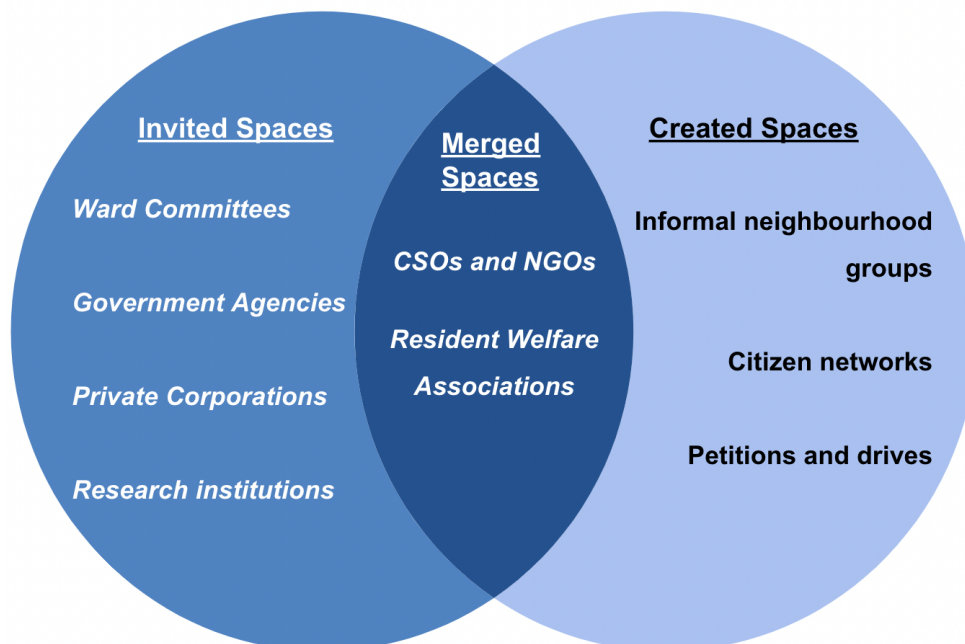 Invited Spaces
Ward Committees
Government Agencies
Private Corporations
Research institutions
Merged
Spaces
CSOs and NGOs
Resident Welfare
Associations
Created Spaces
Informal neighbourhood
groups
Citizen networks
Petitions and drives